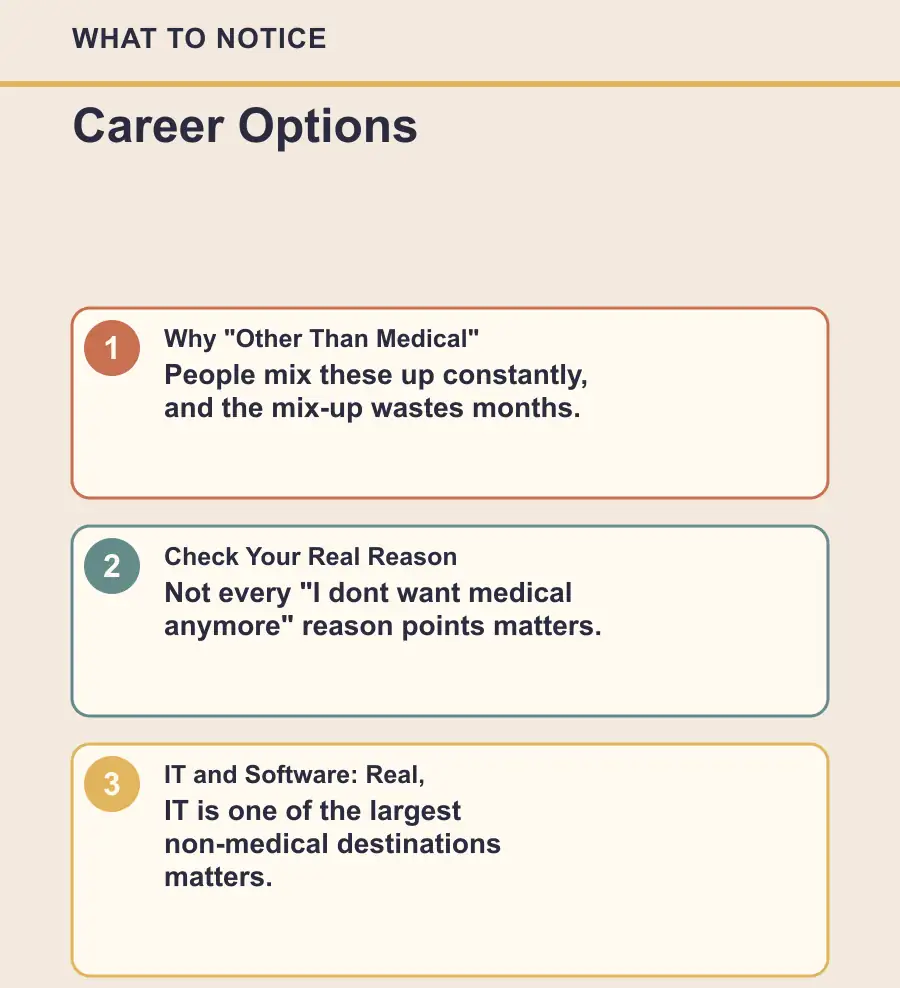 WHAT TO NOTICE
Career Options
1
Why "Other Than Medical"
People mix these up constantly,
and the mix-up wastes months.
2
Check Your Real Reason
Not every "I dont want medical
anymore" reason points matters.
3
IT and Software: Real,
IT is one of the largest
non-medical destinations
matters.